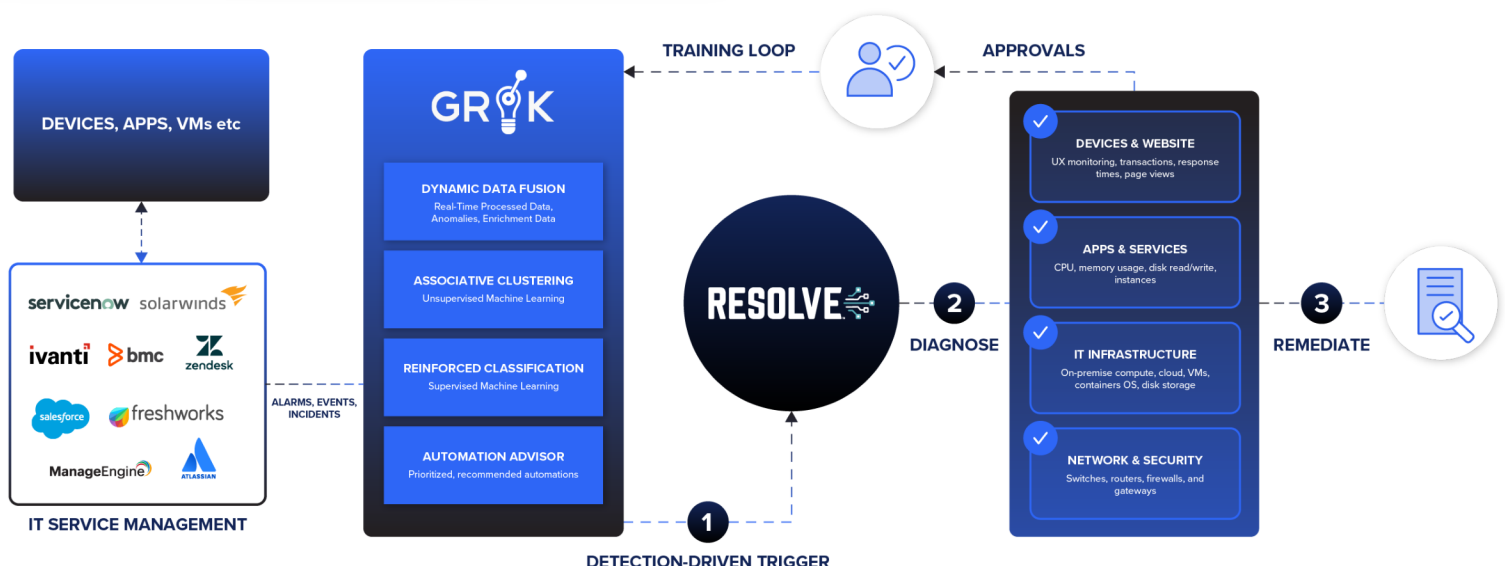 DEVICES, APPS, VMs etc
servicenow
solarwinds
ivanti
bmc
zendesk
salesforce
freshworks
ManageEngine
ATLASSIAN
IT SERVICE MANAGEMENT
ALARMS, EVENTS,
INCIDENTS
GROK
DYNAMIC DATA FUSION
Real-Time Processed Data,
Anomalies, Enrichment Data
ASSOCIATIVE CLUSTERING
Unsupervised Machine Learning
REINFORCED CLASSIFICATION
Supervised Machine Learning
AUTOMATION ADVISOR
Prioritized, recommended automations
TRAINING LOOP
APPROVALS
1
DETECTION-DRIVEN TRIGGER
RESOLVE
2
DIAGNOSE
DEVICES & WEBSITE
UX monitoring, transactions, response
times, page views
APPS & SERVICES
CPU, memory usage, disk read/write,
instances
IT INFRASTRUCTURE
On-premise compute, cloud, VMs,
containers OS, disk storage
NETWORK & SECURITY
Switches, routers, firewalls, and
gateways
3
REMEDIATE